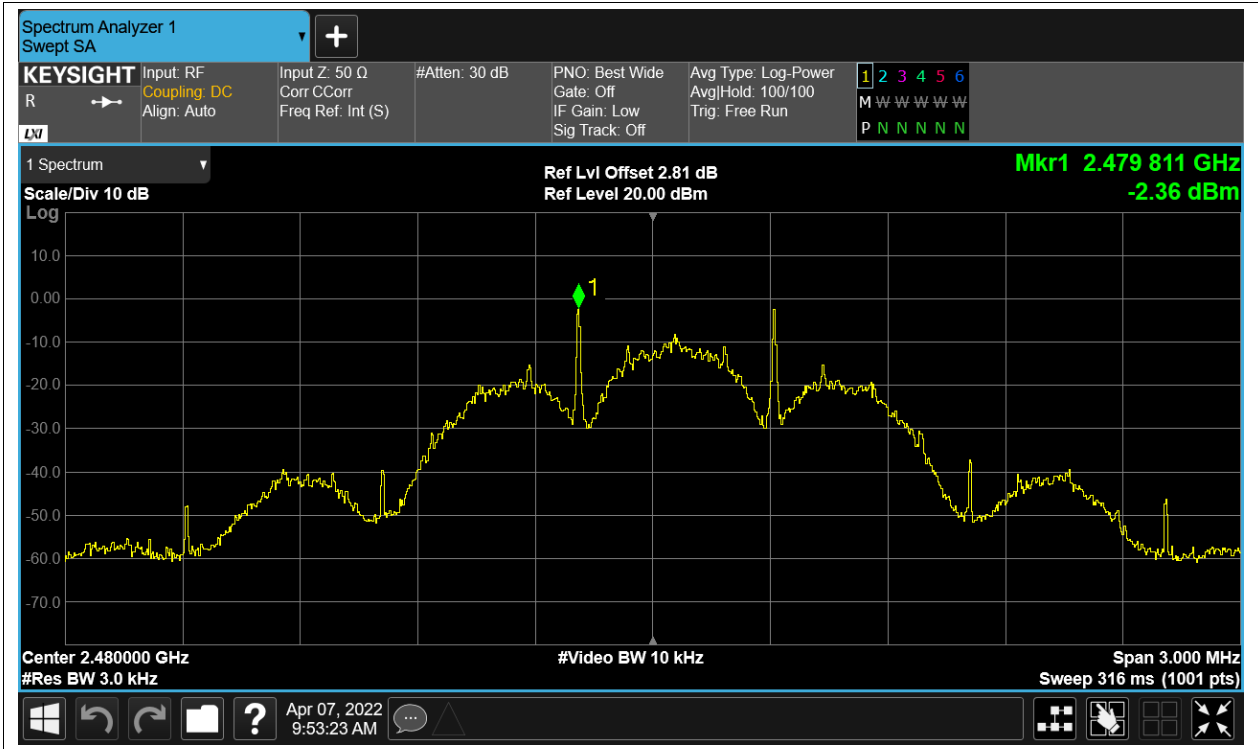 Spectrum Analyzer 1
Swept SA
KEYSIGHT
R
LXI
Input: RF
Coupling: DC
Align: Auto
Input Z: 50 Ω
Corr CCorr
Freq Ref: Int (S)
#Atten: 30 dB
PNO: Best Wide
Gate: Off
IF Gain: Low
Sig Track: Off
Avg Type: Log-Power
Avg|Hold: 100/100
Trig: Free Run
1 2 3 4 5 6
M W W W W W W
P N N N N N
1 Spectrum
Scale/Div 10 dB
Log
Ref Lvl Offset 2.81 dB
Ref Level 20.00 dBm
Mkr1 2.479 811 GHz
-2.36 dBm
10.0
0.00
-10.0
-20.0
-30.0
-40.0
-50.0
-60.0
-70.0
1
Center 2.480000 GHz
#Res BW 3.0 kHz
#Video BW 10 kHz
Span 3.000 MHz
Sweep 316 ms (1001 pts)
?
Apr 07, 2022
9:53:23 AM